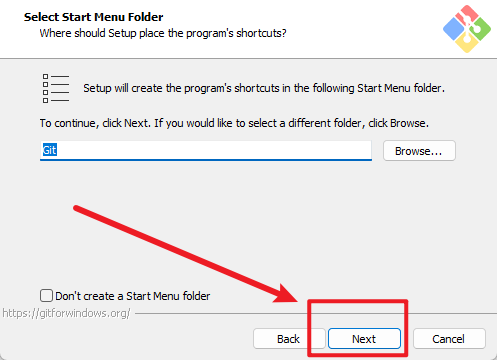 Select Start Menu Folder
Where should Setup place the program's shortcuts?
Setup will create the program's shortcuts in the following Start Menu folder.
To continue, click Next. If you would like to select a different folder, click Browse.
Git
Browse...
Don't create a Start Menu folder
https://gitforwindows.org/
Back
Next
Cancel